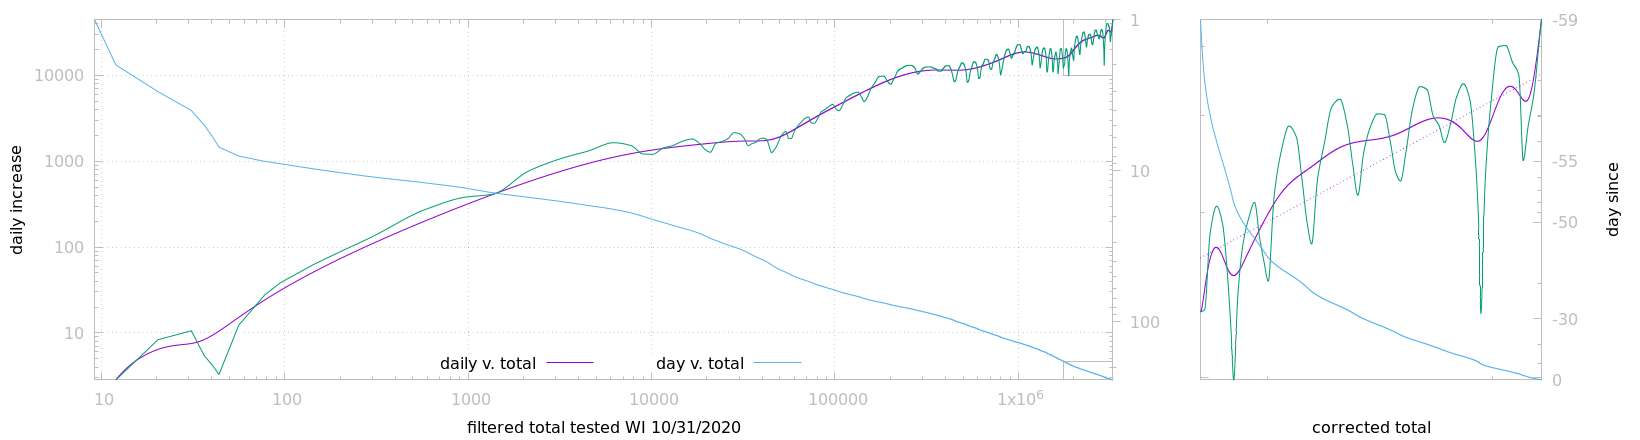 10000
1000
100
10
daily increase
10
100
1000
10000
100000
1x10⁶
1
10
100
daily v. total
day v. total
filtered total tested WI 10/31/2020
-59
-55
-50
-30
0
day since
corrected total